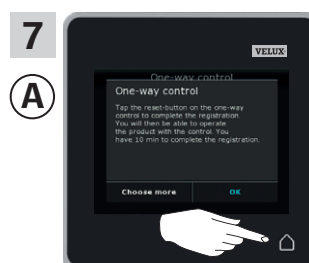 7
A
VELUX
One-way control
One-way control
Tap the reset-button on the one-way
control to complete the registration.
You will then be able to operate
the product with the control. You
have 10 min to complete the registration.
Choose more
OK